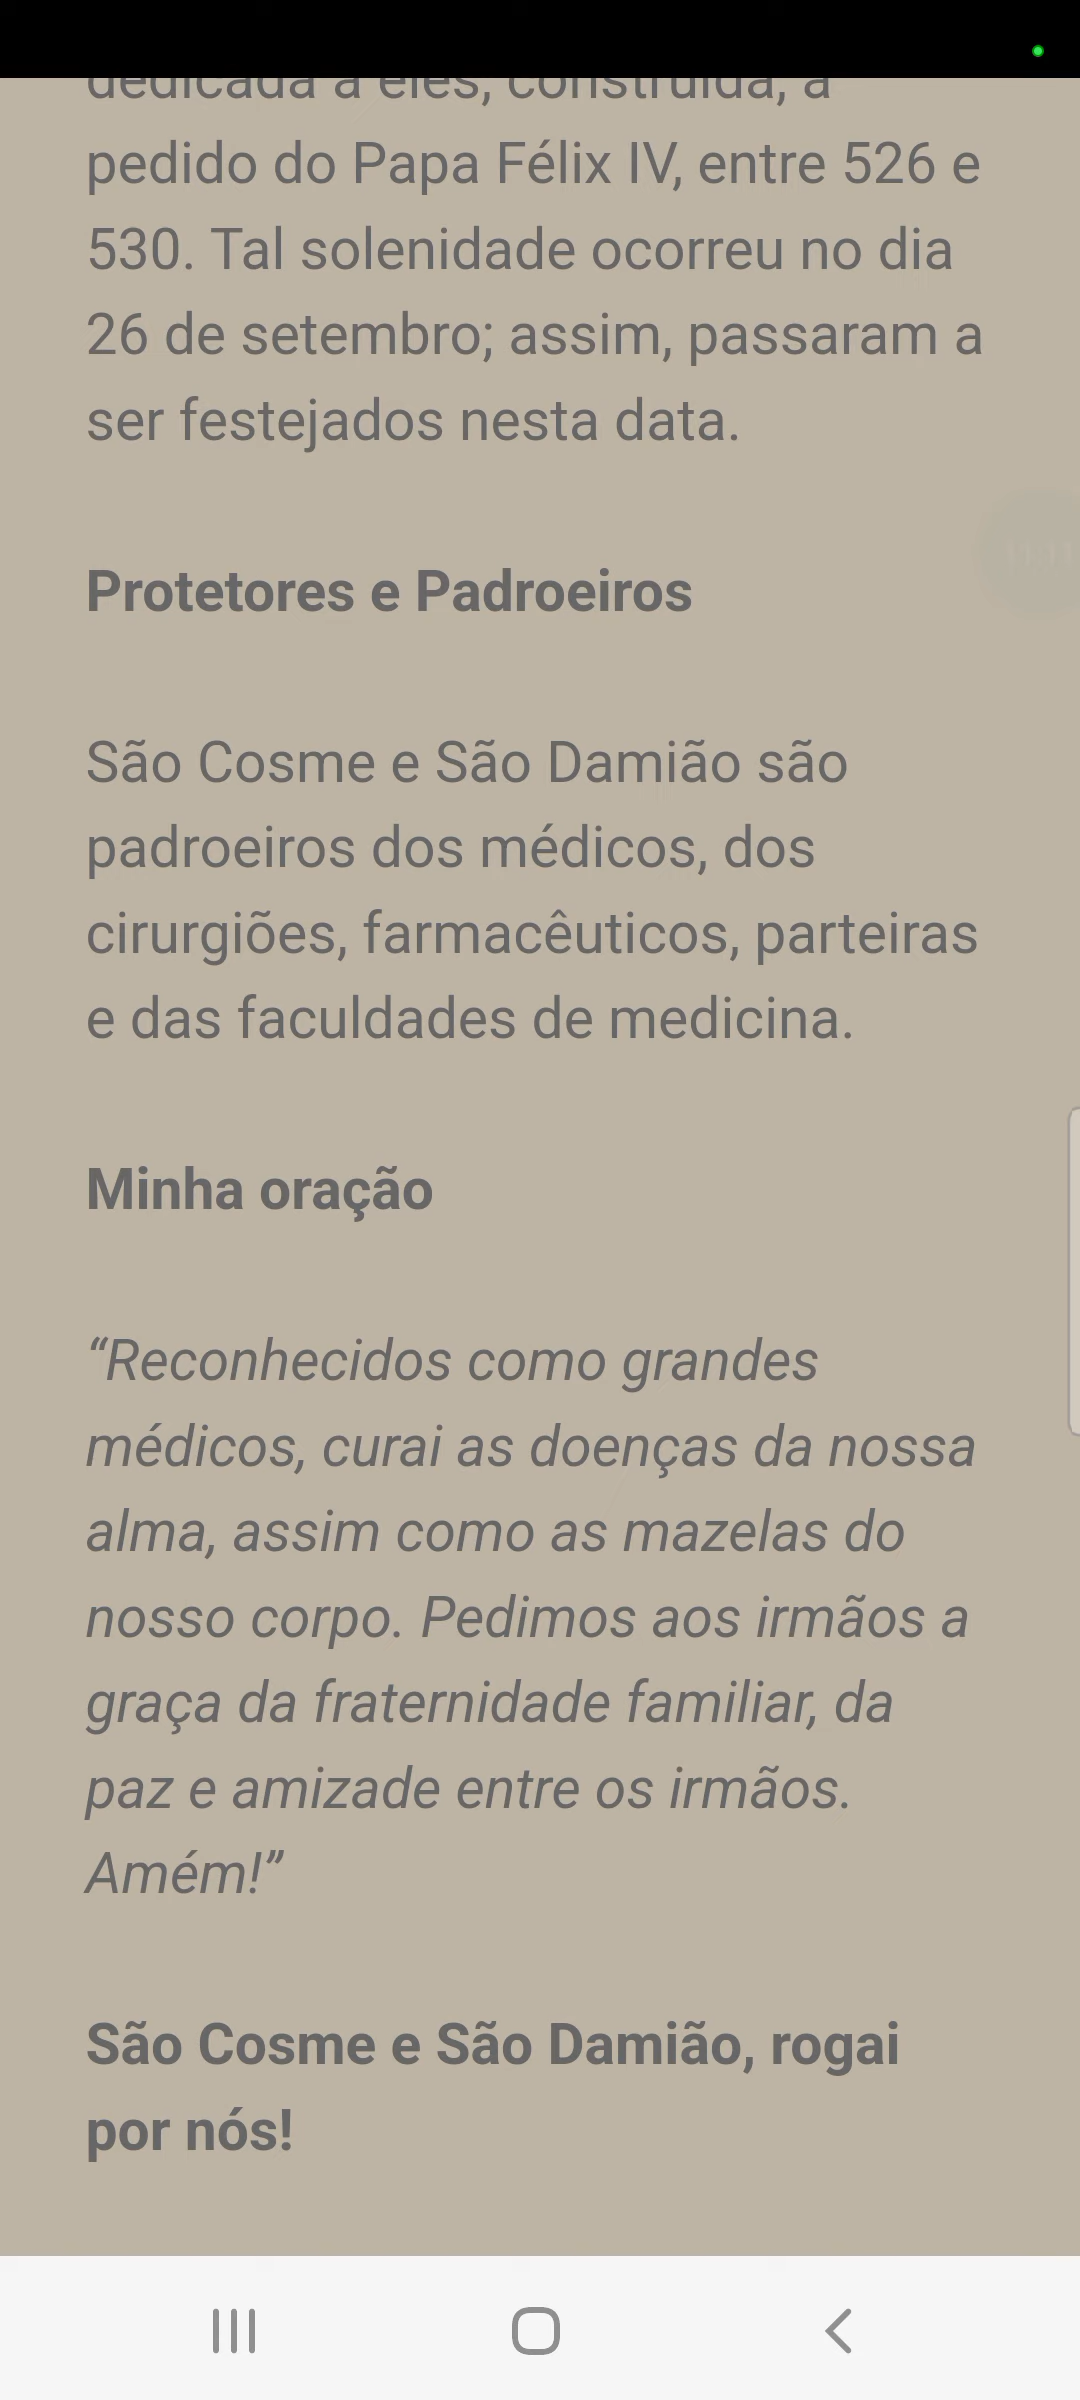 dedicada a eles, construída, a
pedido do Papa Félix IV, entre 526 e
530. Tal solenidade ocorreu no dia
26 de setembro; assim, passaram a
ser festejados nesta data.
Protetores e Padroeiros
São Cosme e São Damião são
padroeiros dos médicos, dos
cirurgiões, farmacêuticos, parteiras
e das faculdades de medicina.
Minha oração
“Reconhecidos como grandes
médicos, curai as doenças da nossa
alma, assim como as mazelas do
nosso corpo. Pedimos aos irmãos a
graça da fraternidade familiar, da
paz e amizade entre os irmãos.
Amém!”
São Cosme e São Damião, rogai
por nós!